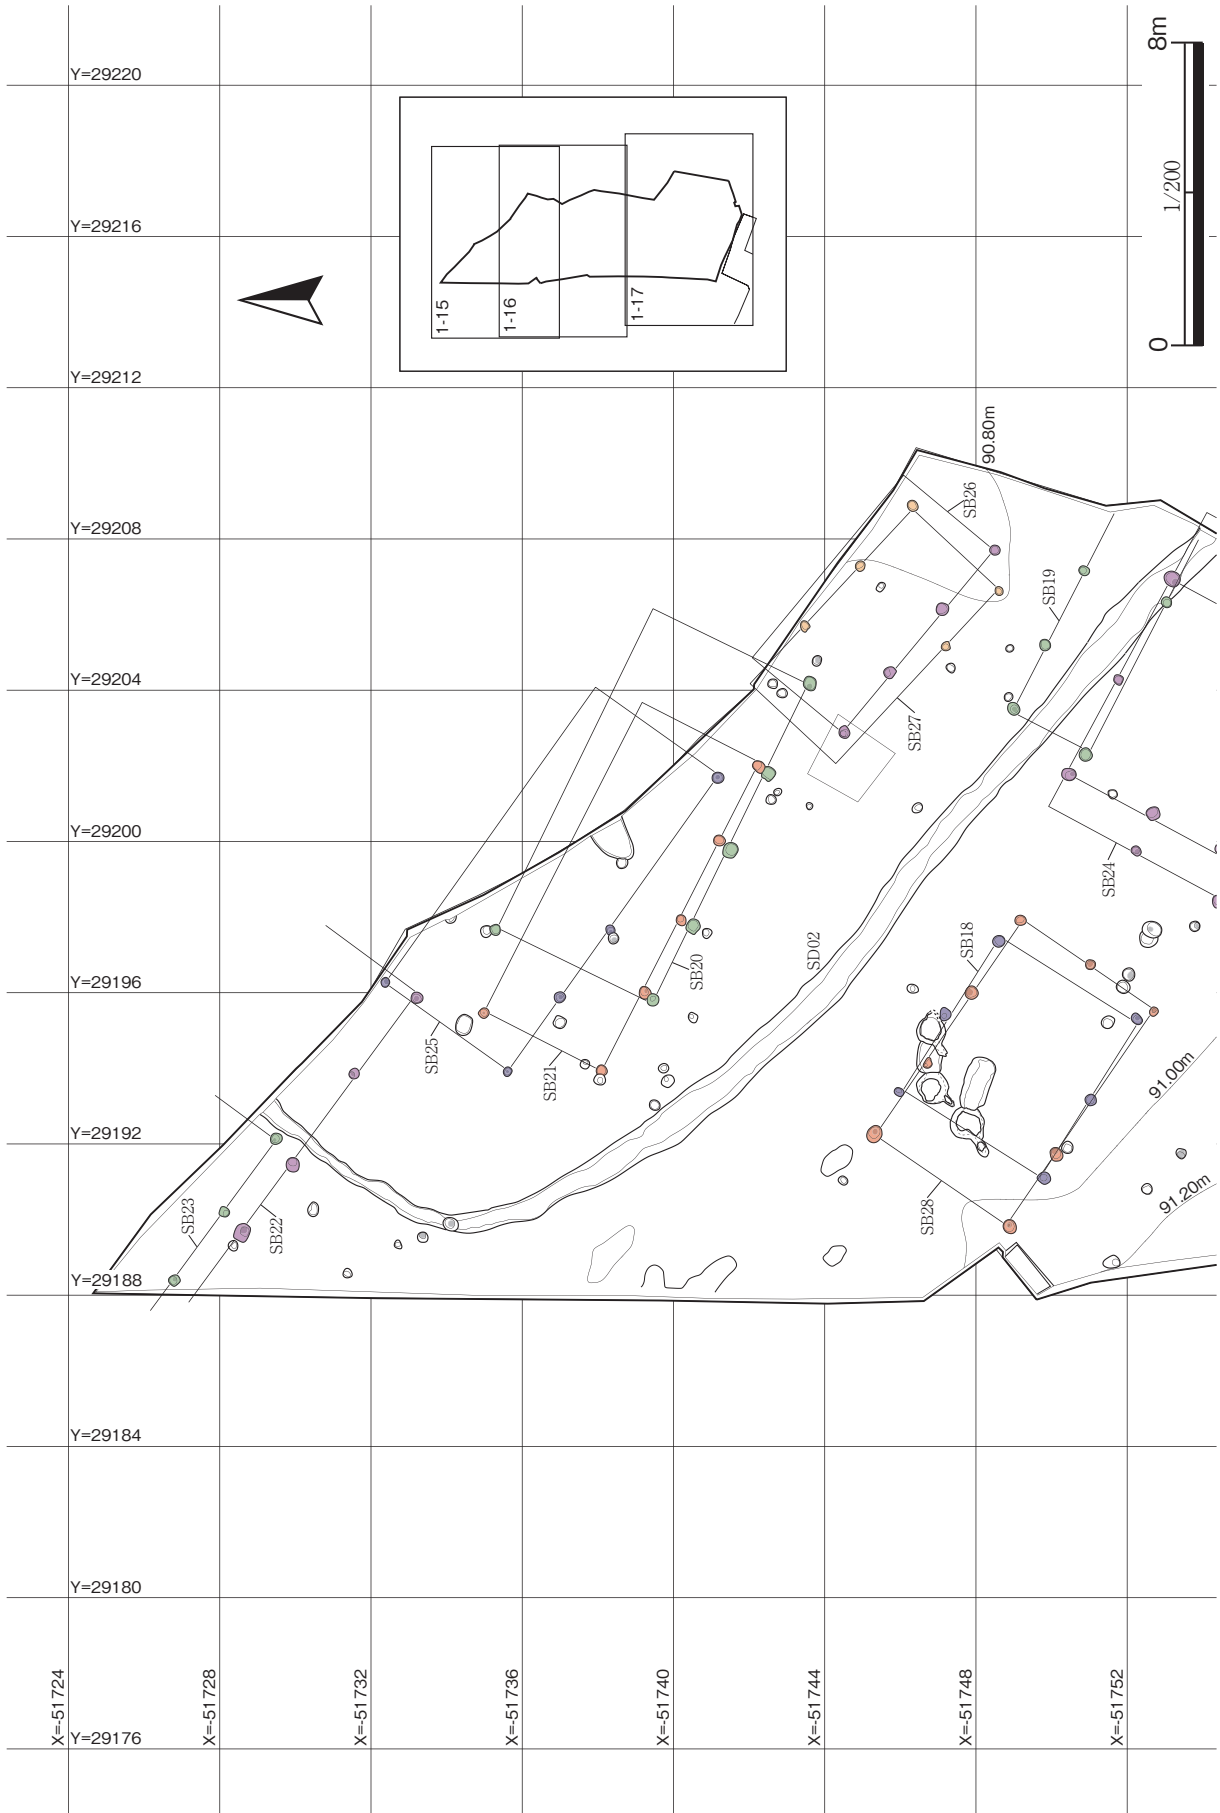 Y=29220
Y=29216
Y=29212
Y=29208
Y=29204
Y=29200
Y=29196
Y=29192
Y=29188
Y=29184
Y=29180
Y=29176
X=-51724
X=-51728
X=-51732
X=-51736
X=-51740
X=-51744
X=-51748
X=-51752
1-15
1-16
1-17
0
1/200
8m
90.80m
SB26
SB19
SB27
SB24
SB20
SD02
SB18
SB25
SB21
91.00m
91.20m
SB23
SB22
SB28